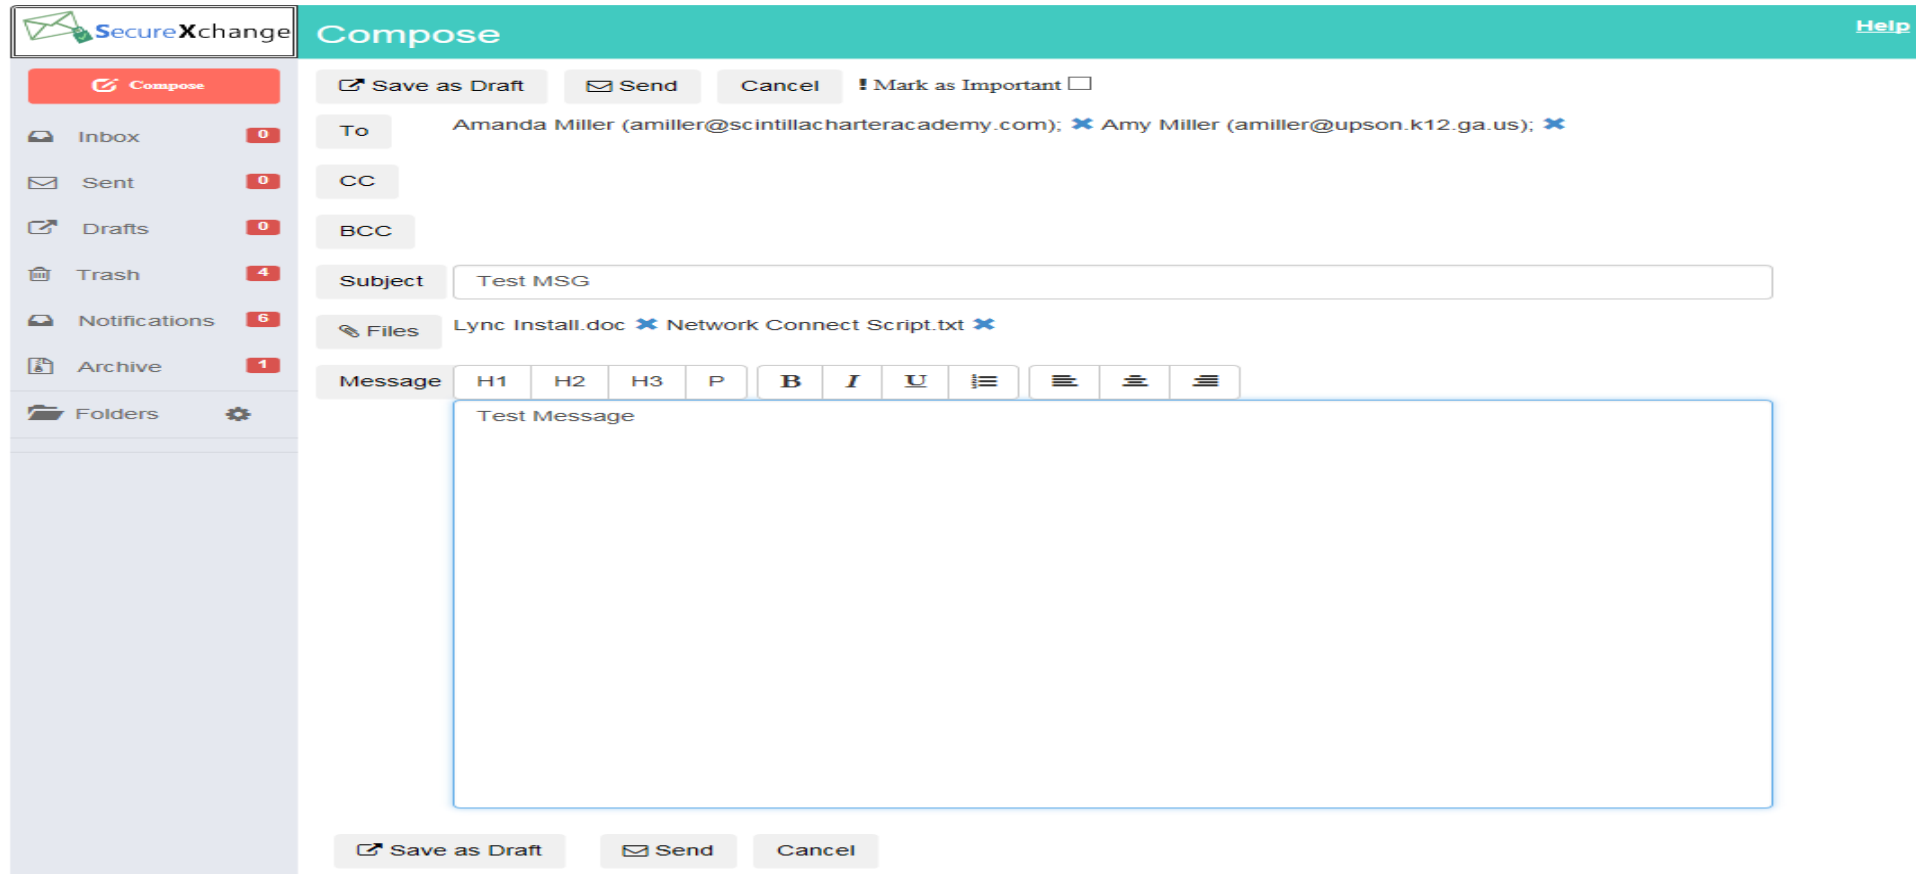 SecureXchange
Compose
Help
Compose
Inbox 0
Sent 0
Drafts 0
Trash 4
Notifications 6
Archive 1
Folders
Save as Draft Send Cancel ! Mark as Important
To Amanda Miller (amiller@scintillacharteracademy.com); ✖ Amy Miller (amiller@upson.k12.ga.us); ✖
CC
BCC
Subject Test MSG
Files Lync Install.doc ✖ Network Connect Script.txt ✖
Message H1 H2 H3 P B I U
Test Message
Save as Draft Send Cancel